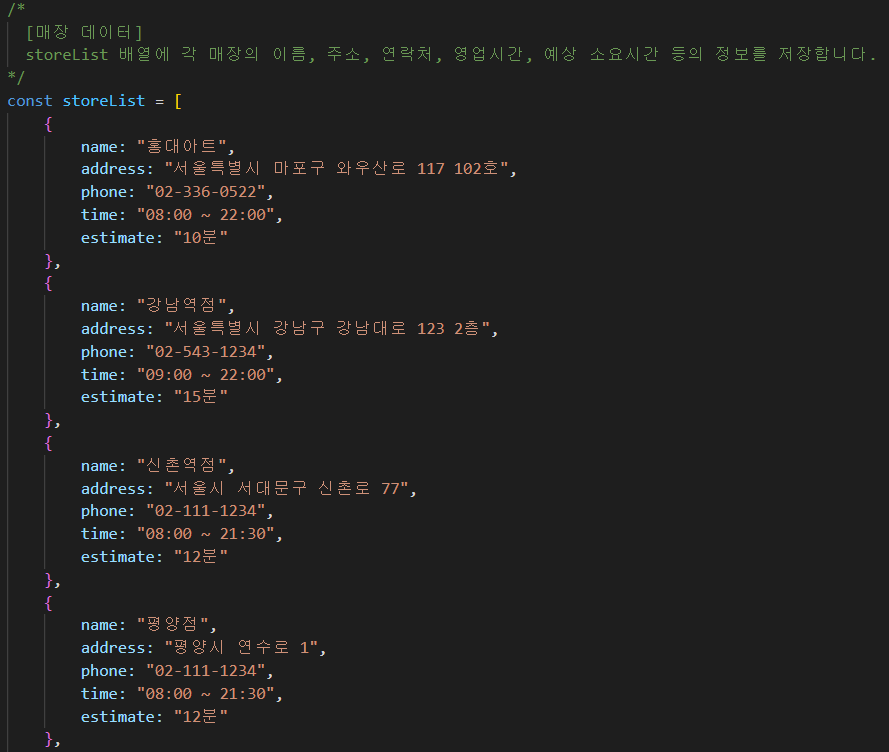 /*
[매장 데이터]
storeList 배열에 각 매장의 이름, 주소, 연락처, 영업시간, 예상 소요시간 등의 정보를 저장합니다.
*/
const storeList = [
{
name: "홍대아트",
address: "서울특별시 마포구 와우산로 117 102호",
phone: "02-336-0522",
time: "08:00 ~ 22:00",
estimate: "10분"
},
{
name: "강남역점",
address: "서울특별시 강남구 강남대로 123 2층",
phone: "02-543-1234",
time: "09:00 ~ 22:00",
estimate: "15분"
},
{
name: "신촌역점",
address: "서울시 서대문구 신촌로 77",
phone: "02-111-1234",
time: "08:00 ~ 21:30",
estimate: "12분"
},
{
name: "평양점",
address: "평양시 연수로 1",
phone: "02-111-1234",
time: "08:00 ~ 21:30",
estimate: "12분"
},